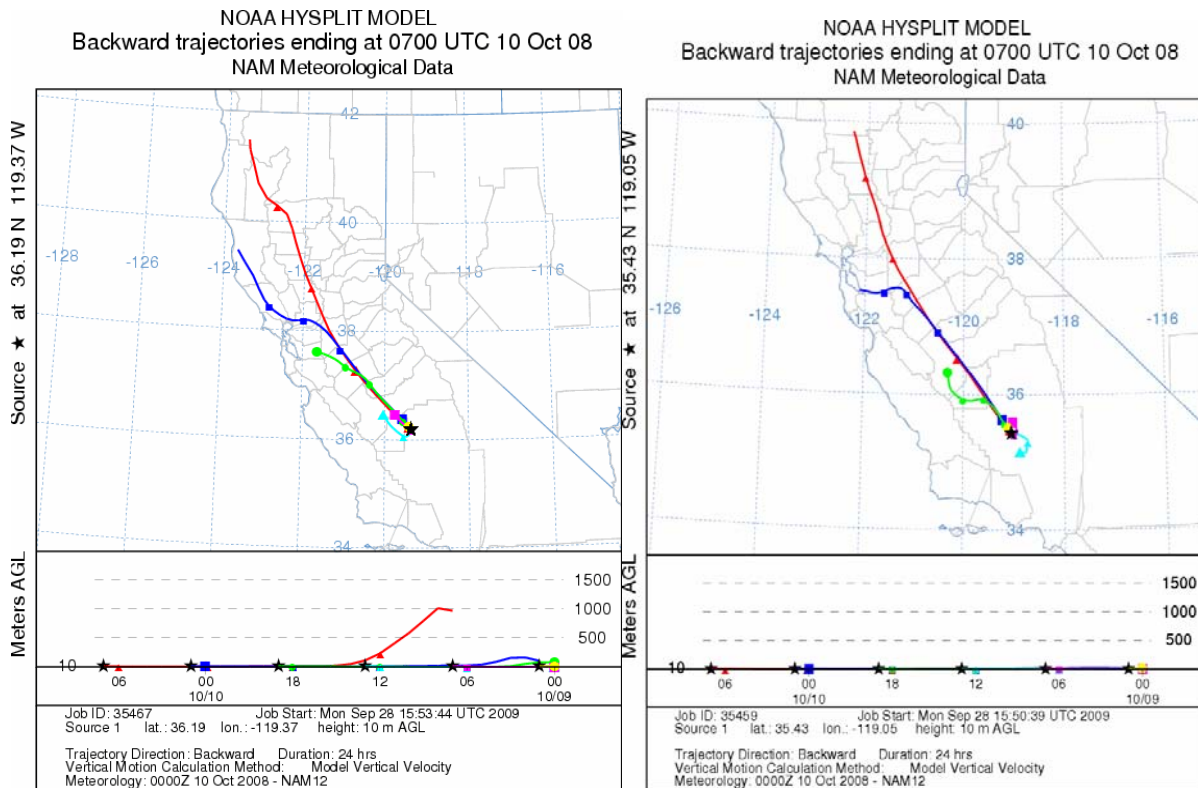 NOAA HYSPLIT MODEL
Backward trajectories ending at 0700 UTC 10 Oct 08
NAM Meteorological Data
Source ★ at 36.19 N 119.37 W
42
40
-128
-126
-124
-122
-120
-118
-116
38
36
34
Meters AGL
1500
1000
500
10
06
00
18
12
06
00
10/10
10/09
Job ID: 35467 Job Start: Mon Sep 28 15:53:44 UTC 2009
Source 1 lat.: 36.19 lon.: -119.37 height: 10 m AGL
Trajectory Direction: Backward Duration: 24 hrs
Vertical Motion Calculation Method: Model Vertical Velocity
Meteorology: 0000Z 10 Oct 2008 - NAM12
NOAA HYSPLIT MODEL
Backward trajectories ending at 0700 UTC 10 Oct 08
NAM Meteorological Data
Source ★ at 35.43 N 119.05 W
40
38
-126
-122
-120
-118
-116
36
34
Meters AGL
1500
1000
500
10
06
00
18
12
06
00
10/10
10/09
Job ID: 35459 Job Start: Mon Sep 28 15:50:39 UTC 2009
Source 1 lat.: 35.43 lon.: -119.05 height: 10 m AGL
Trajectory Direction: Backward Duration: 24 hrs
Vertical Motion Calculation Method: Model Vertical Velocity
Meteorology: 0000Z 10 Oct 2008 - NAM12